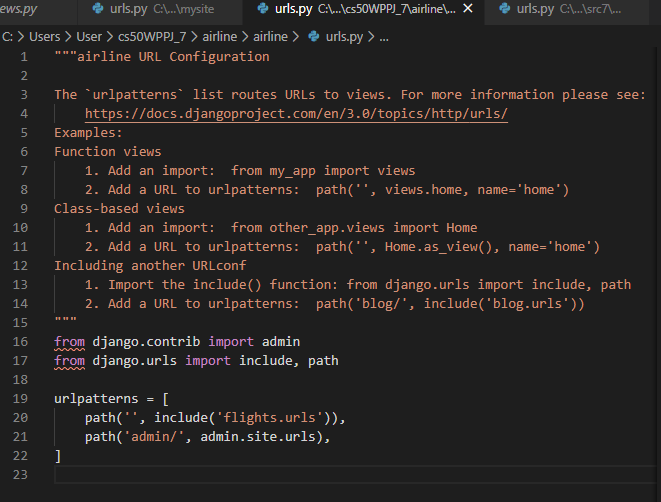 ews.py urls.py C:\...\mysite urls.py C:\...\cs50WPPJ_7\airline\... urls.py C:\...\src7\...
C: > Users > User > cs50WPPJ_7 > airline > airline > urls.py > ...
1 """airline URL Configuration
2
3 The `urlpatterns` list routes URLs to views. For more information please see:
4     https://docs.djangoproject.com/en/3.0/topics/http/urls/
5 Examples:
6 Function views
7     1. Add an import:  from my_app import views
8     2. Add a URL to urlpatterns:  path('', views.home, name='home')
9 Class-based views
10     1. Add an import:  from other_app.views import Home
11     2. Add a URL to urlpatterns:  path('', Home.as_view(), name='home')
12 Including another URLconf
13     1. Import the include() function: from django.urls import include, path
14     2. Add a URL to urlpatterns:  path('blog/', include('blog.urls'))
15 """
16 from django.contrib import admin
17 from django.urls import include, path
18
19 urlpatterns = [
20     path('', include('flights.urls')),
21     path('admin/', admin.site.urls),
22 ]
23